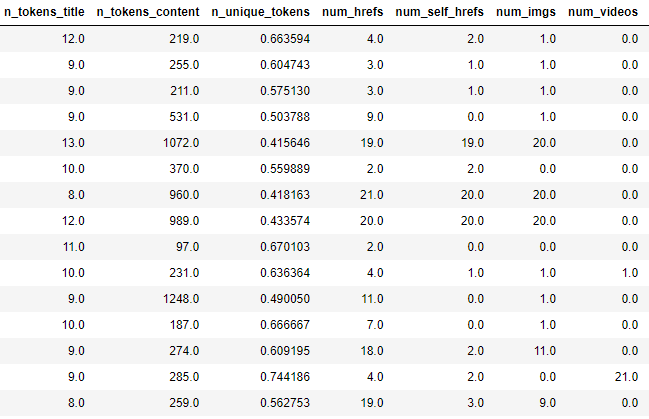 n_tokens_title n_tokens_content n_unique_tokens num_hrefs num_self_hrefs num_imgs num_videos
12.0 219.0 0.663594 4.0 2.0 1.0 0.0
9.0 255.0 0.604743 3.0 1.0 1.0 0.0
9.0 211.0 0.575130 3.0 1.0 1.0 0.0
9.0 531.0 0.503788 9.0 0.0 1.0 0.0
13.0 1072.0 0.415646 19.0 19.0 20.0 0.0
10.0 370.0 0.559889 2.0 2.0 0.0 0.0
8.0 960.0 0.418163 21.0 20.0 20.0 0.0
12.0 989.0 0.433574 20.0 20.0 20.0 0.0
11.0 97.0 0.670103 2.0 0.0 0.0 0.0
10.0 231.0 0.636364 4.0 1.0 1.0 1.0
9.0 1248.0 0.490050 11.0 0.0 1.0 0.0
10.0 187.0 0.666667 7.0 0.0 1.0 0.0
9.0 274.0 0.609195 18.0 2.0 11.0 0.0
9.0 285.0 0.744186 4.0 2.0 0.0 21.0
8.0 259.0 0.562753 19.0 3.0 9.0 0.0